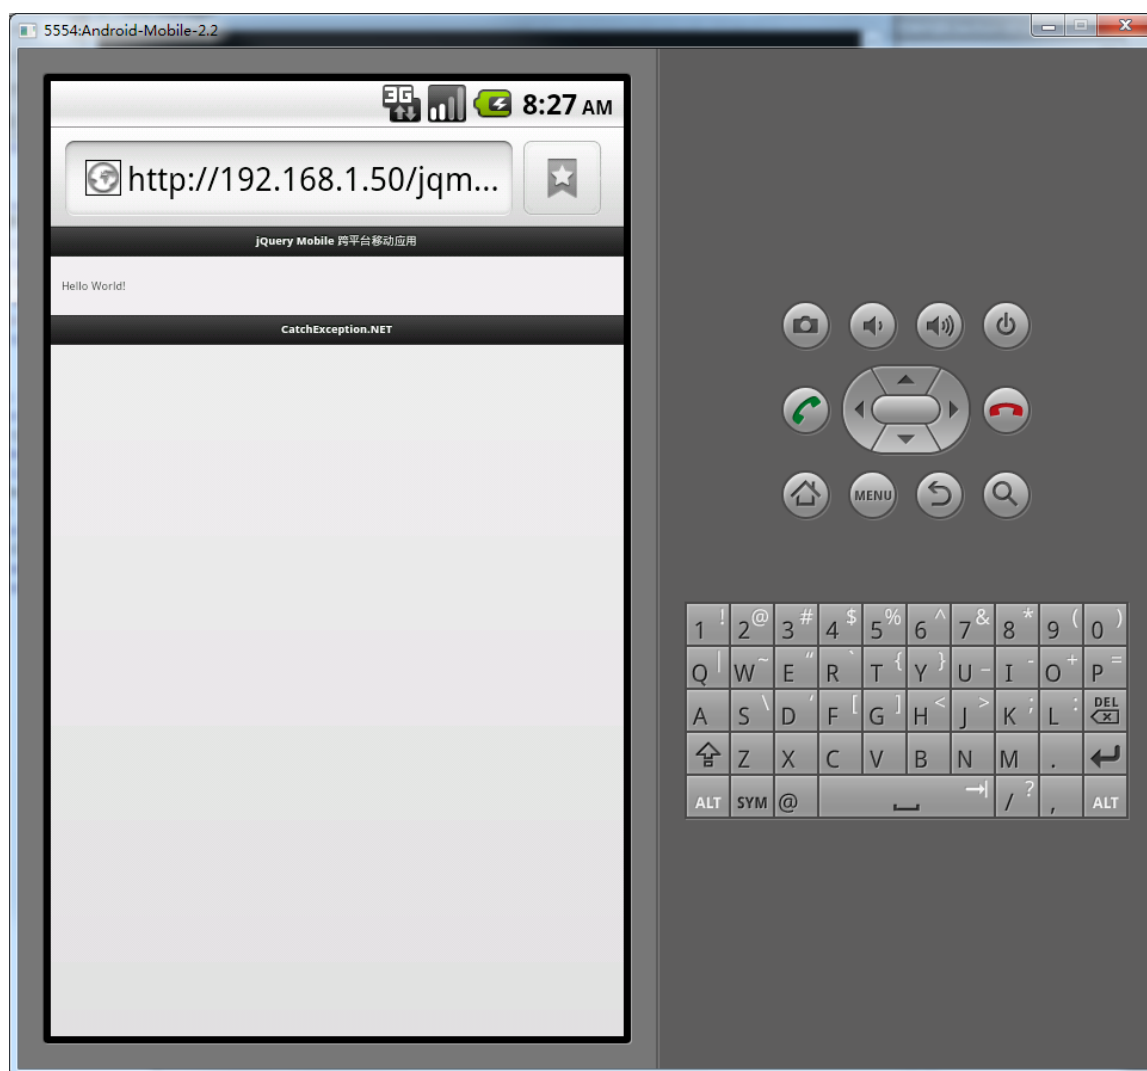 5554:Android-Mobile-2.2
3G 8:27 AM
http://192.168.1.50/jqm...
jQuery Mobile 跨平台移动应用
Hello World!
CatchException.NET
MENU
1 ! 2 @ 3 # 4 $ 5 % 6 ^ 7 & 8 * 9 ( 0 )
Q | W ~ E “ R ` T { Y } U _ I - O + P =
A S \ D ‘ F [ G ] H < J > K ; L : DEL
Z X C V B N M .
ALT SYM @ / ? , ALT